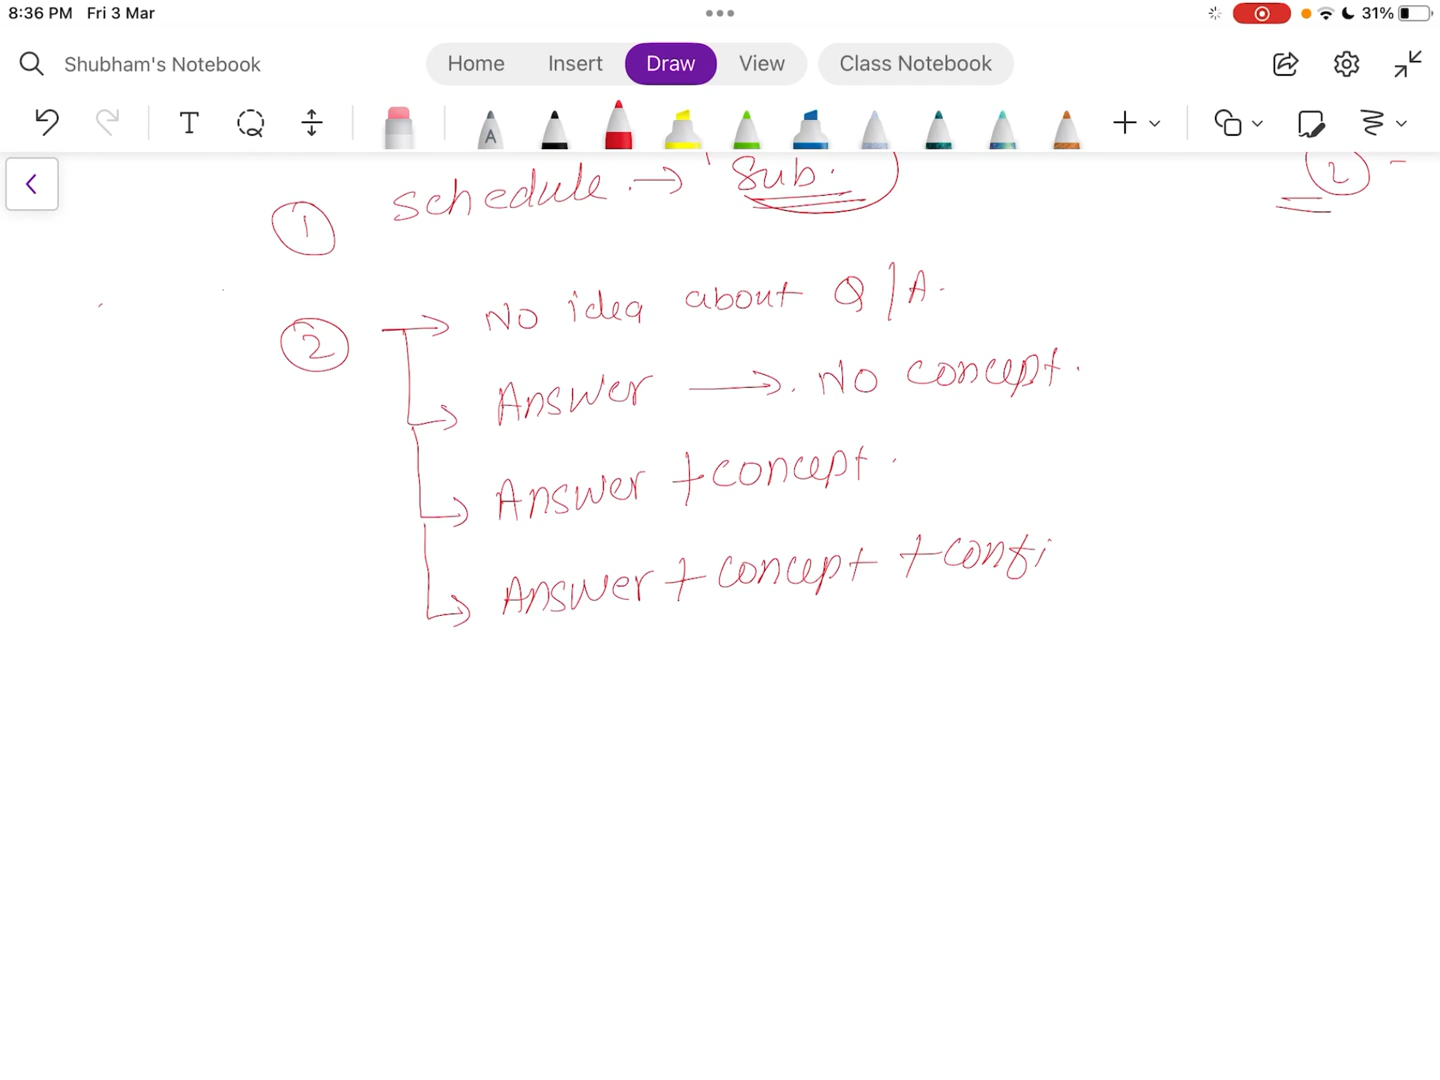 8:36 PM Fri 3 Mar 31%
Shubham's Notebook Home Insert Draw View Class Notebook
T A
1 schedule → Sub. 2 -
2 → No idea about Q/A.
→ Answer → No concept.
→ Answer + concept.
→ Answer + concept + confi